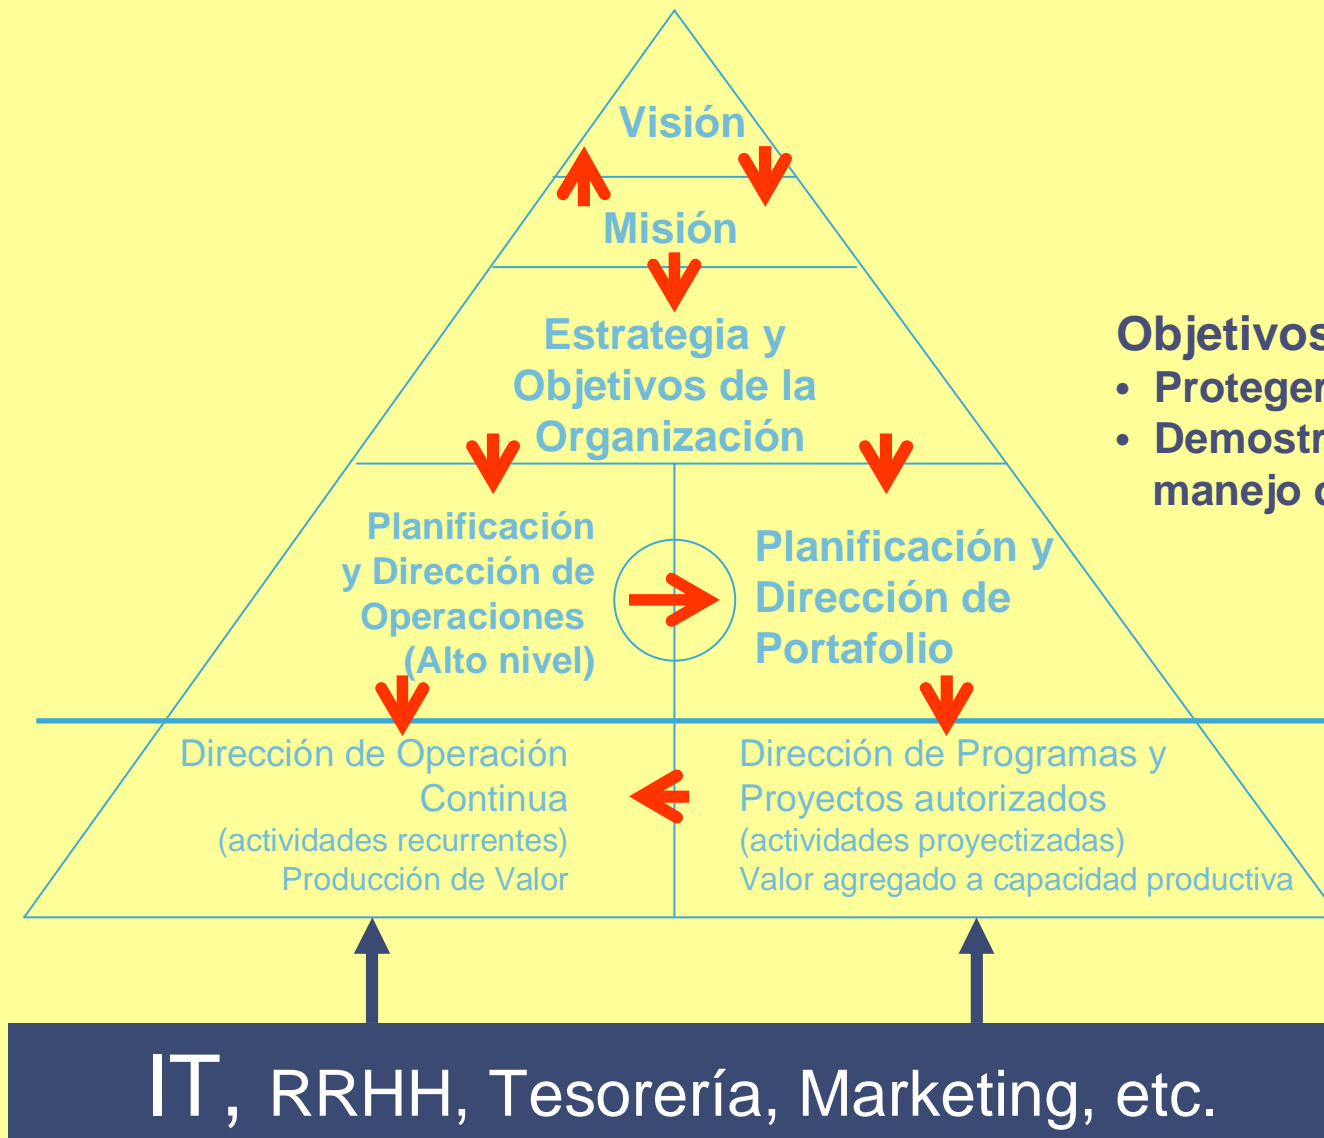 Visión
Misión
Estrategia y
Objetivos de la
Organización
Planificación
y Dirección de
Operaciones
(Alto nivel)
Planificación y
Dirección de
Portafolio
Objetivos
• Proteger
• Demostr
manejo
Dirección de Operación
Continua
(actividades recurrentes)
Producción de Valor
Dirección de Programas y
Proyectos autorizados
(actividades proyectizadas)
Valor agregado a capacidad productiva
IT, RRHH, Tesorería, Marketing, etc.